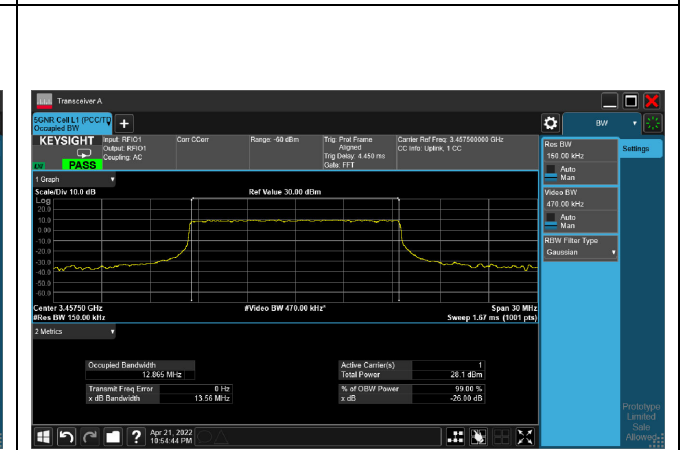 Transceiver A
5GNR Cell L1 (PCC/TD
Occupied BW
+
KEYSIGHT
PASS
Input: RFIO1
Output: RFIO1
Coupling: AC
Corr CCorr
Range: -60 dBm
Trig: Prot Frame
Aligned
Trig Delay: 4.450 ms
Gate: FFT
Carrier Ref Freq: 3.457500000 GHz
CC Info: Uplink, 1 CC
BW
Settings
Res BW
150.00 kHz
Auto
Man
Video BW
470.00 kHz
Auto
Man
RBW Filter Type
Gaussian
1 Graph
Scale/Div 10.0 dB
Ref Value 30.00 dBm
Log
20.0
10.0
0.00
-10.0
-20.0
-30.0
-40.0
-50.0
-60.0
Center 3.45750 GHz
#Video BW 470.00 kHz*
Span 30 MHz
#Res BW 150.00 kHz
Sweep 1.67 ms (1001 pts)
2 Metrics
Occupied Bandwidth
12.865 MHz
Active Carrier(s) 1
Total Power 28.1 dBm
Transmit Freq Error 0 Hz
x dB Bandwidth 13.56 MHz
% of OBW Power 99.00 %
x dB -26.00 dB
Prototype
Limited
Sale
Allowed
?
Apr 21, 2022
10:54:44 PM